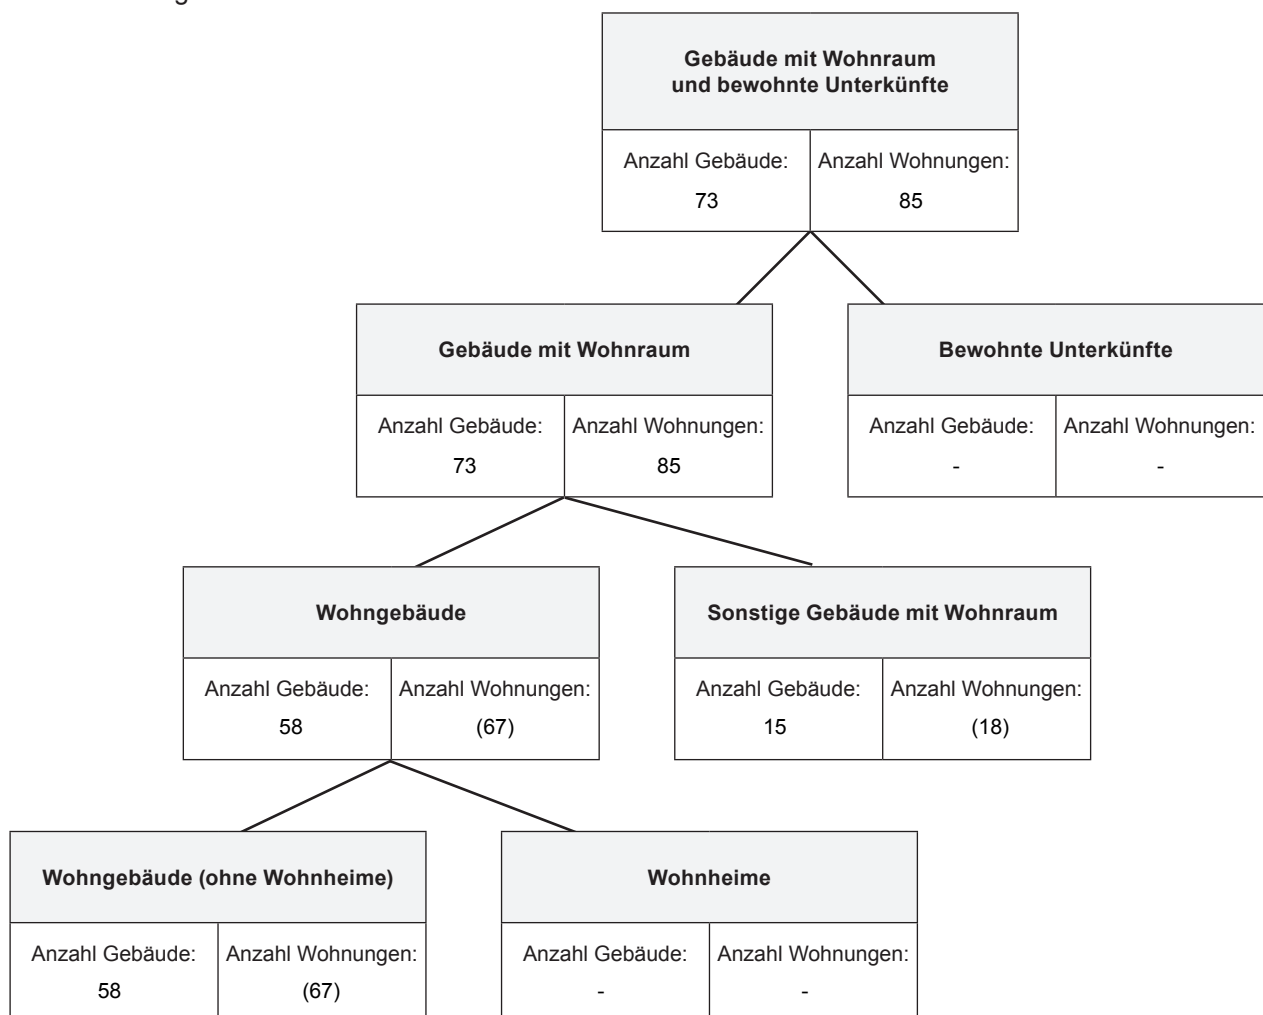 g
Gebäude mit Wohnraum
und bewohnte Unterkünfte
Anzahl Gebäude: Anzahl Wohnungen:
73 85
Gebäude mit Wohnraum Bewohnte Unterkünfte
Anzahl Gebäude: Anzahl Wohnungen: Anzahl Gebäude: Anzahl Wohnungen:
73 85 - -
Wohngebäude Sonstige Gebäude mit Wohnraum
Anzahl Gebäude: Anzahl Wohnungen: Anzahl Gebäude: Anzahl Wohnungen:
58 (67) 15 (18)
Wohngebäude (ohne Wohnheime) Wohnheime
Anzahl Gebäude: Anzahl Wohnungen: Anzahl Gebäude: Anzahl Wohnungen:
58 (67) - -